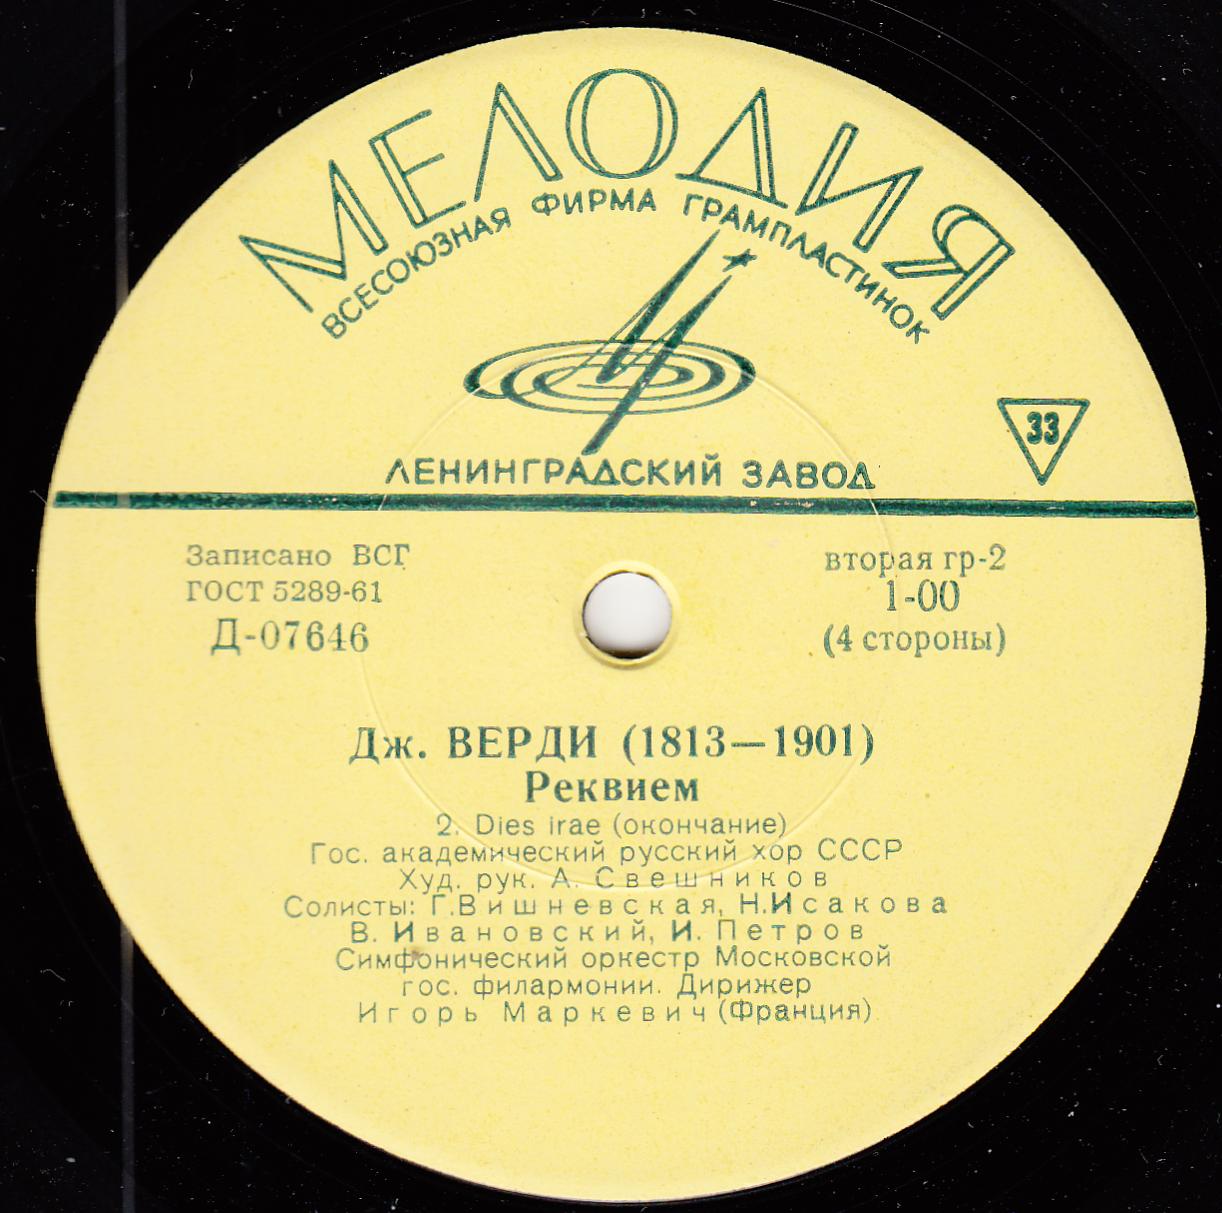 МЕЛОДИЯ
ВСЕСОЮЗНАЯ ФИРМА ГРАМПЛАСТИНОК
33
ЛЕНИНГРАДСКИЙ ЗАВОД
Записано ВСГ
ГОСТ 5289-61
Д-07646
вторая гр-2
1-00
(4 стороны)
Дж. ВЕРДИ (1813—1901)
Реквием
2. Dies irae (окончание)
Гос. академический русский хор СССР
Худ. рук. А. Свешников
Солисты: Г.Вишневская, Н.Исакова
В. Ивановский, И. Петров
Симфонический оркестр Московской
гос. филармонии. Дирижер
Игорь Маркевич (Франция)